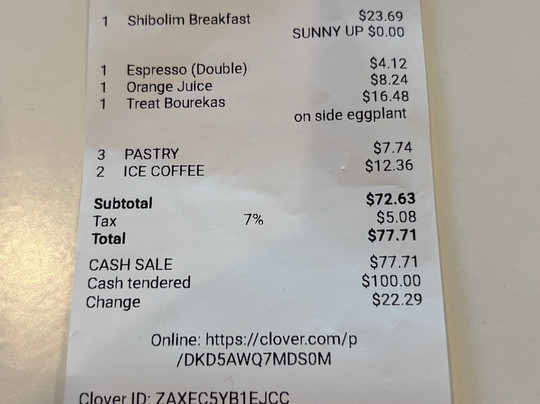 1 Shibolim Breakfast $23.69
SUNNY UP $0.00
1 Espresso (Double) $4.12
1 Orange Juice $8.24
1 Treat Bourekas $16.48
on side eggplant
3 PASTRY $7.74
2 ICE COFFEE $12.36
Subtotal $72.63
Tax 7% $5.08
Total $77.71
CASH SALE $77.71
Cash tendered $100.00
Change $22.29
Online: https://clover.com/p
/DKD5AWQ7MDS0M
Clover ID: ZAXEC5YB1EJCC